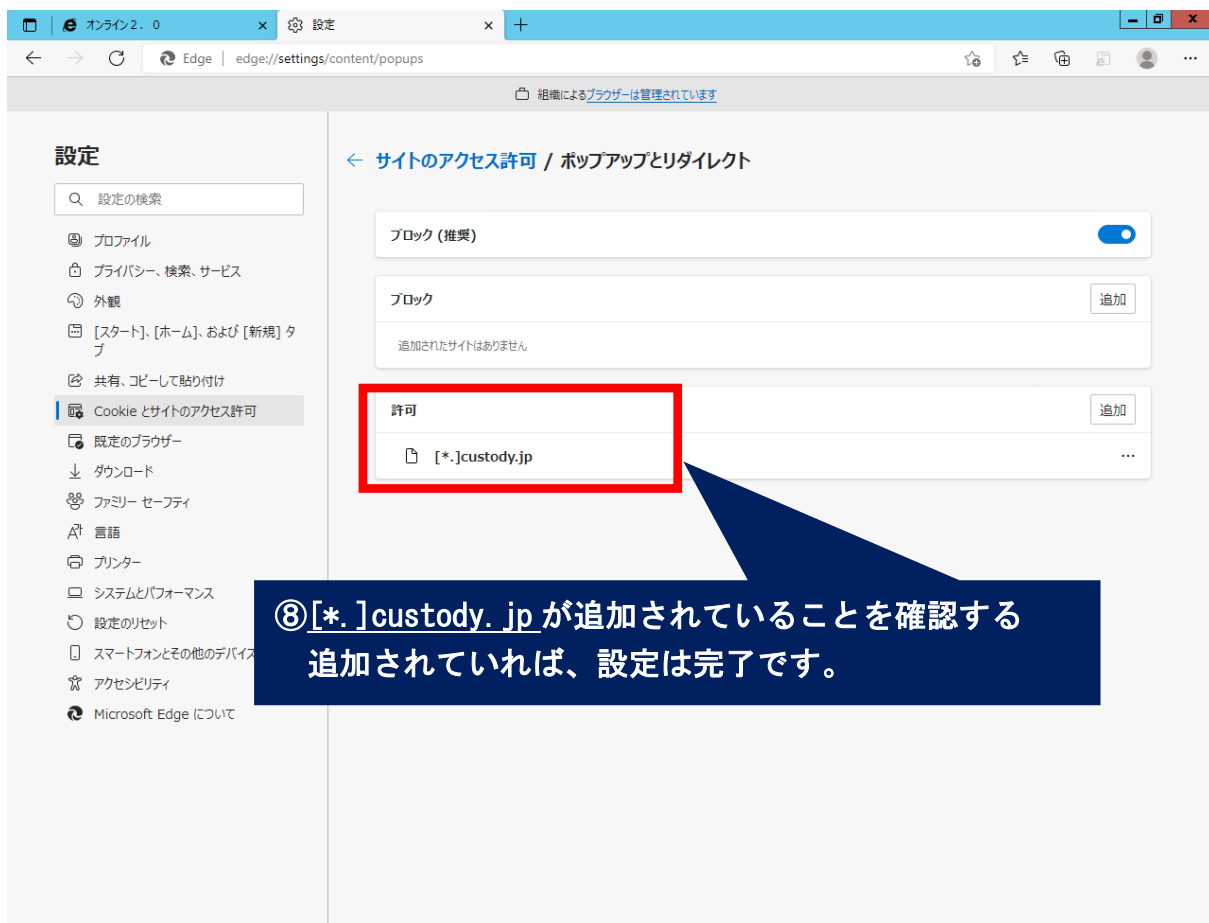 オンライン２．０
設定
Edge | edge://settings/content/popups
組織によるブラウザーは管理されています
設定
設定の検索
プロファイル
プライバシー、検索、サービス
外観
[スタート]、[ホーム]、および [新規] タ
ブ
共有、コピーして貼り付け
Cookie とサイトのアクセス許可
既定のブラウザー
ダウンロード
ファミリー セーフティ
言語
プリンター
システムとパフォーマンス
設定のリセット
スマートフォンとその他のデバイス
アクセシビリティ
Microsoft Edge について
サイトのアクセス許可 / ポップアップとリダイレクト
ブロック (推奨)
ブロック
追加
追加されたサイトはありません
許可
追加
[*.]custody.jp
⑧[*.]custody.jp が追加されていることを確認する
追加されていれば、設定は完了です。